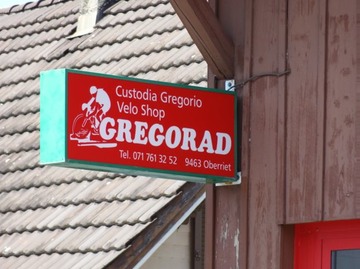 Custodia Gregorio
Velo Shop
GREGORAD
Tel. 071 761 32 52 9463 Oberriet